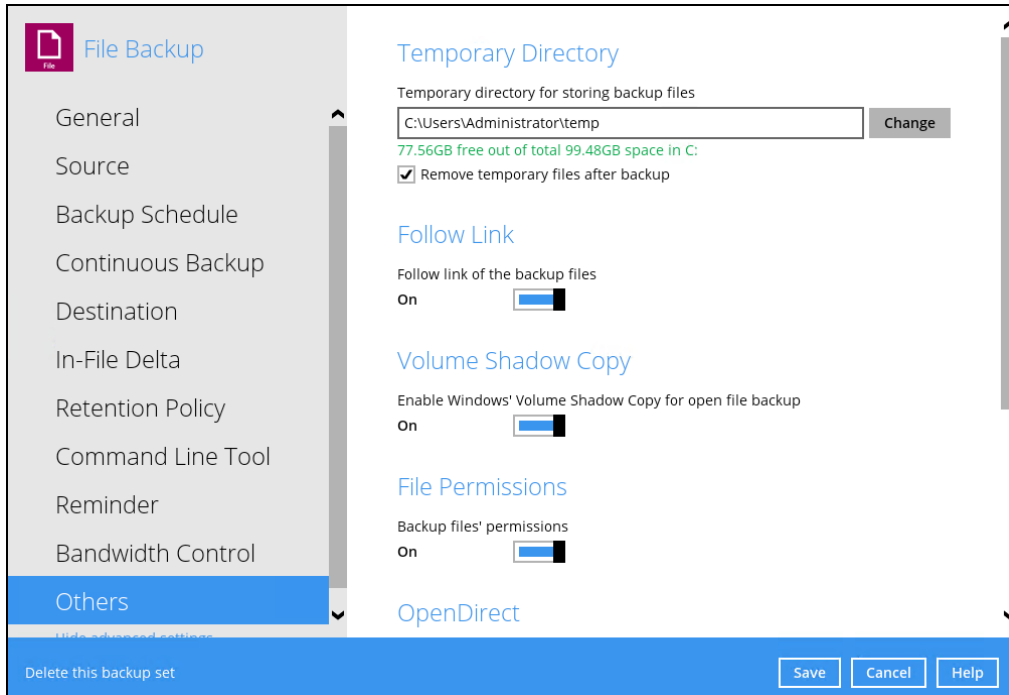 File Backup
File
General
Source
Backup Schedule
Continuous Backup
Destination
In-File Delta
Retention Policy
Command Line Tool
Reminder
Bandwidth Control
Others
Hide advanced settings
Temporary Directory
Temporary directory for storing backup files
C:\Users\Administrator\temp
Change
77.56GB free out of total 99.48GB space in C:
Remove temporary files after backup
Follow Link
Follow link of the backup files
On
Volume Shadow Copy
Enable Windows' Volume Shadow Copy for open file backup
On
File Permissions
Backup files' permissions
On
OpenDirect
Delete this backup set
Save
Cancel
Help